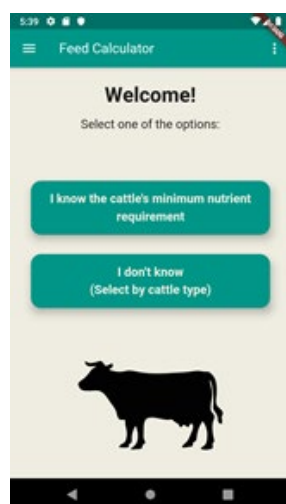 5:39
Feed Calculator
Welcome!
Select one of the options:
I know the cattle's minimum nutrient
requirement
I don't know
(Select by cattle type)